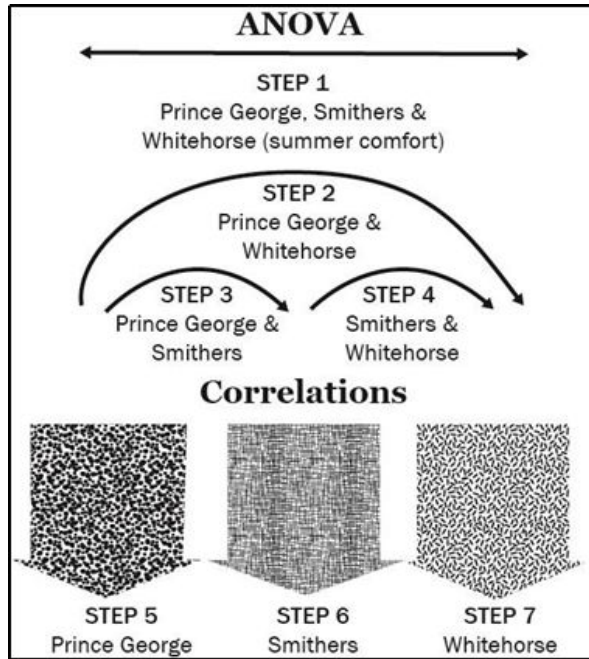 ANOVA
STEP 1
Prince George, Smithers &
Whitehorse (summer comfort)
STEP 2
Prince George &
Whitehorse
STEP 3
Prince George &
Smithers
STEP 4
Smithers &
Whitehorse
Correlations
STEP 5
Prince George
STEP 6
Smithers
STEP 7
Whitehorse